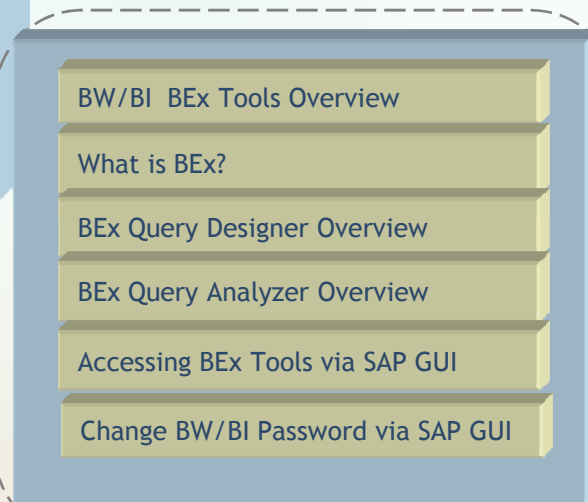 BW/BI BEx Tools Overview
What is BEx?
BEx Query Designer Overview
BEx Query Analyzer Overview
Accessing BEx Tools via SAP GUI
Change BW/BI Password via SAP GUI